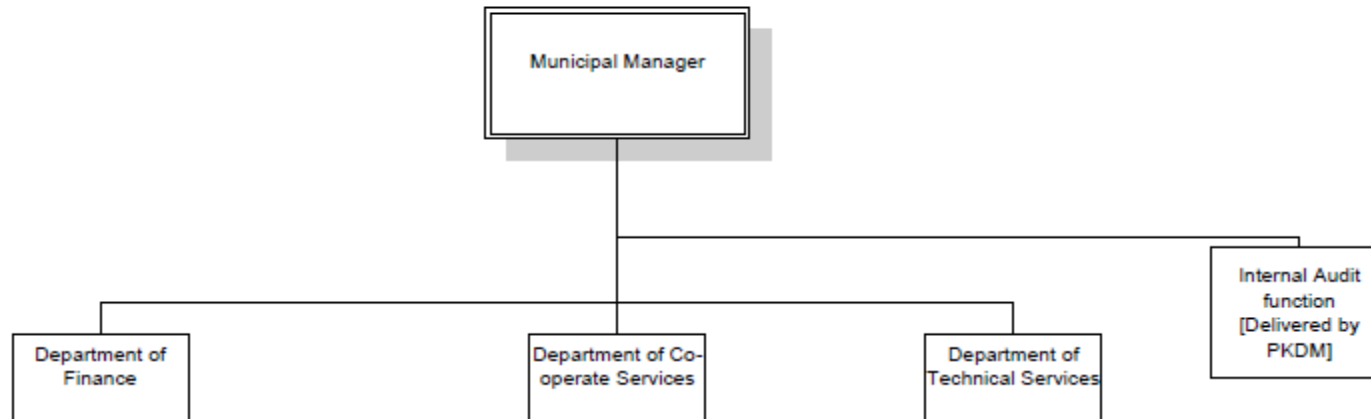 Municipal Manager
Internal Audit
function
[Delivered by
PKDM]
Department of
Finance
Department of Co-
operate Services
Department of
Technical Services